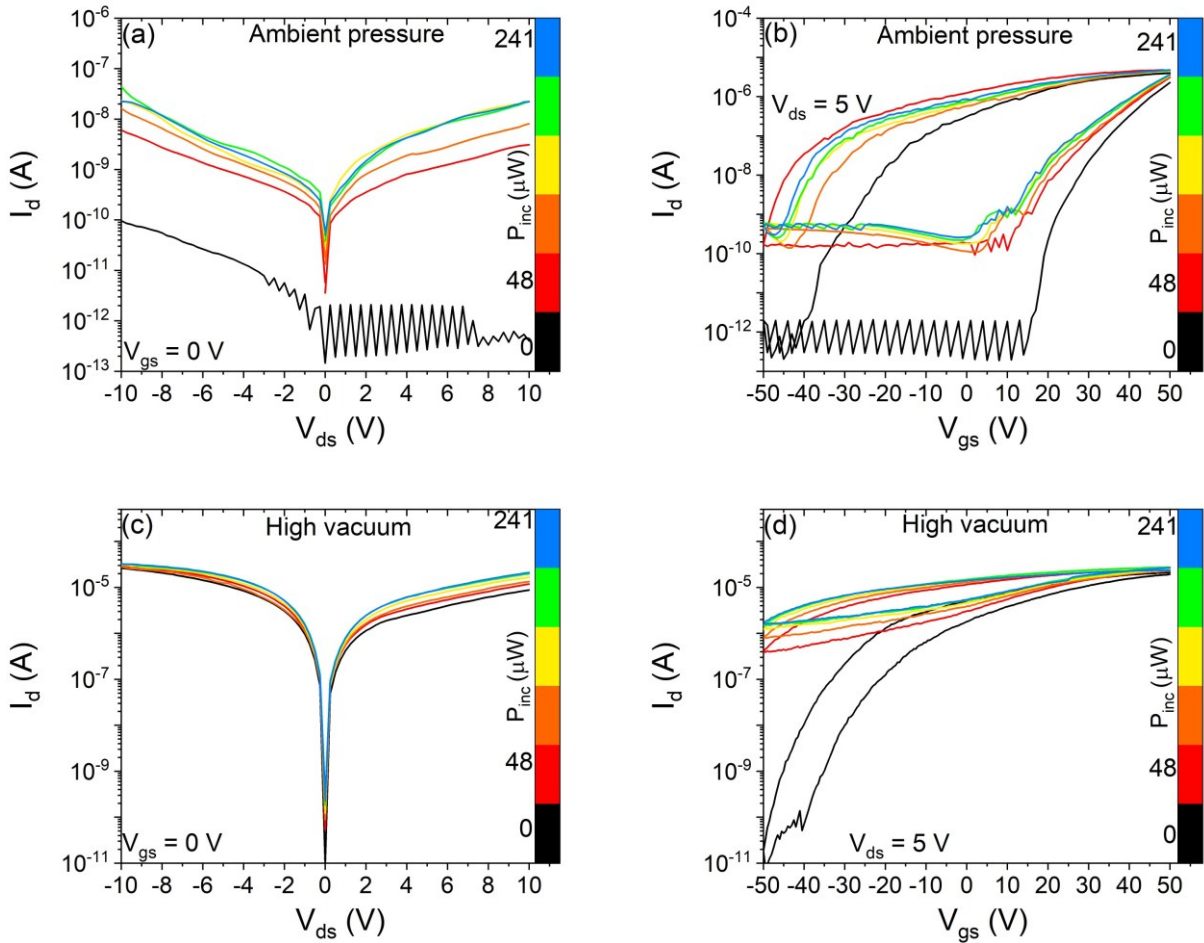 (a) Ambient pressure 241
10⁻⁶
10⁻⁷
10⁻⁸
10⁻⁹
10⁻¹⁰
10⁻¹¹
10⁻¹²
10⁻¹³
I_d (A)
P_inc (μW)
48
0
V_gs = 0 V
-10 -8 -6 -4 -2 0 2 4 6 8 10
V_ds (V)
(b) Ambient pressure 241
10⁻⁴
10⁻⁶
10⁻⁸
10⁻¹⁰
10⁻¹²
I_d (A)
V_ds = 5 V
P_inc (μW)
48
0
-50 -40 -30 -20 -10 0 10 20 30 40 50
V_gs (V)
(c) High vacuum 241
10⁻⁵
10⁻⁷
10⁻⁹
10⁻¹¹
I_d (A)
P_inc (μW)
48
0
V_gs = 0 V
-10 -8 -6 -4 -2 0 2 4 6 8 10
V_ds (V)
(d) High vacuum 241
10⁻⁵
10⁻⁷
10⁻⁹
10⁻¹¹
I_d (A)
P_inc (μW)
48
0
V_ds = 5 V
-50 -40 -30 -20 -10 0 10 20 30 40 50
V_gs (V)